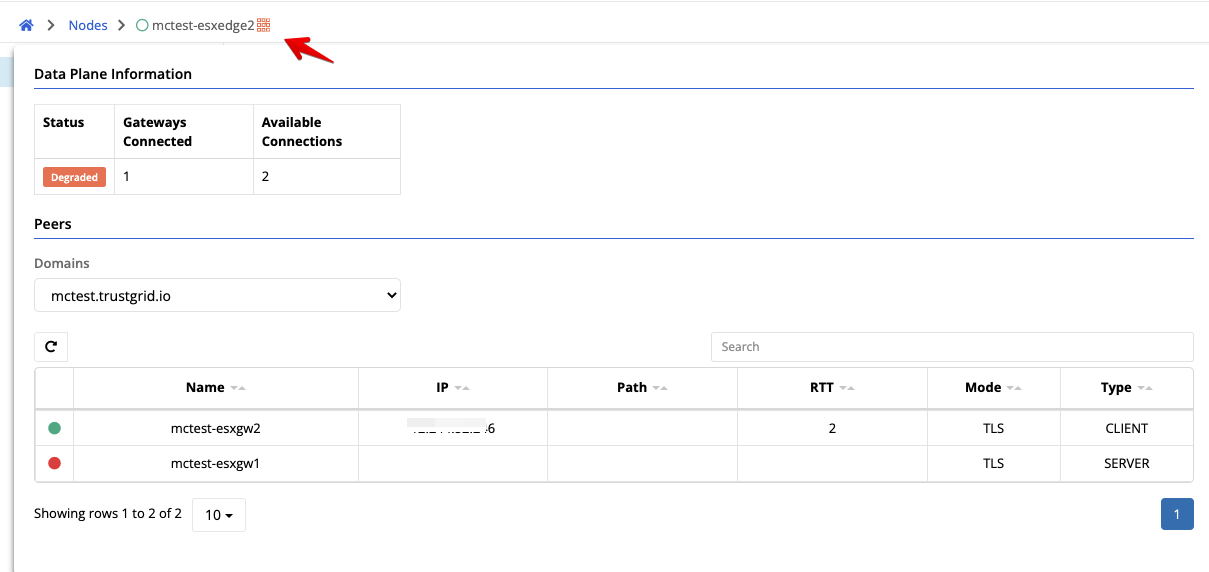 Nodes mctest-esxedge2
Data Plane Information
Status Gateways Connected Available Connections
Degraded 1 2
Peers
Domains
mctest.trustgrid.io
Search
Name IP Path RTT Mode Type
mctest-esxgw2 2 TLS CLIENT
mctest-esxgw1 TLS SERVER
Showing rows 1 to 2 of 2 10 1